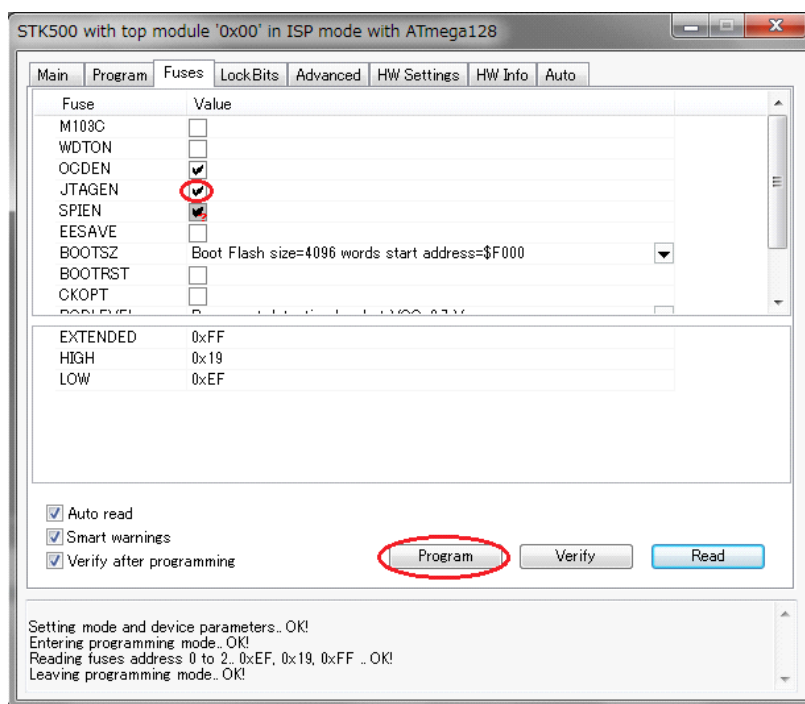 STK500 with top module '0x00' in ISP mode with ATmega128
Main Program Fuses LockBits Advanced HW Settings HW Info Auto
Fuse Value
M103C
WDTON
OCDEN
JTAGEN
SPIEN
EESAVE
BOOTSZ Boot Flash size=4096 words start address=$F000
BOOTRST
CKOPT
EXTENDED 0xFF
HIGH 0x19
LOW 0xEF
Auto read
Smart warnings
Verify after programming
Program Verify Read
Setting mode and device parameters.. OK!
Entering programming mode.. OK!
Reading fuses address 0 to 2.. 0xEF, 0x19, 0xFF .. OK!
Leaving programming mode.. OK!